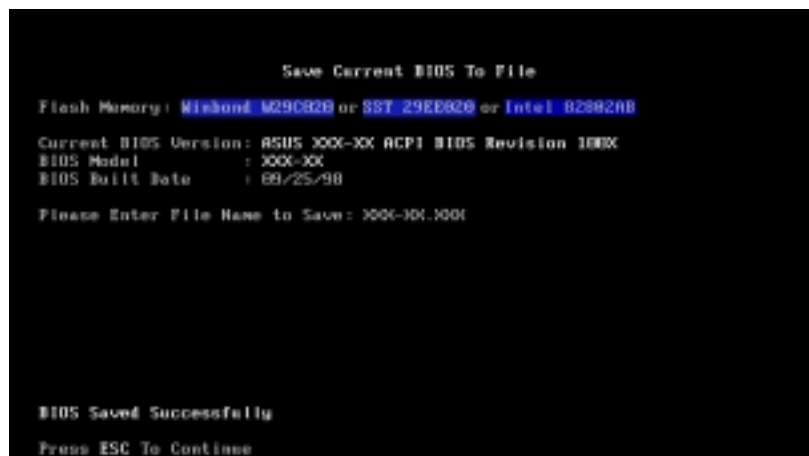 Save Current BIOS To File
Flash Memory: Winbond W29C020 or SST 29EE020 or Intel 82802AB
Current BIOS Version: ASUS XXX-XX ACPI BIOS Revision 100X
BIOS Model : XXX-XX
BIOS Built Date : 09/25/98
Please Enter File Name to Save: XXX-XX.XXX
BIOS Saved Successfully
Press ESC To Continue